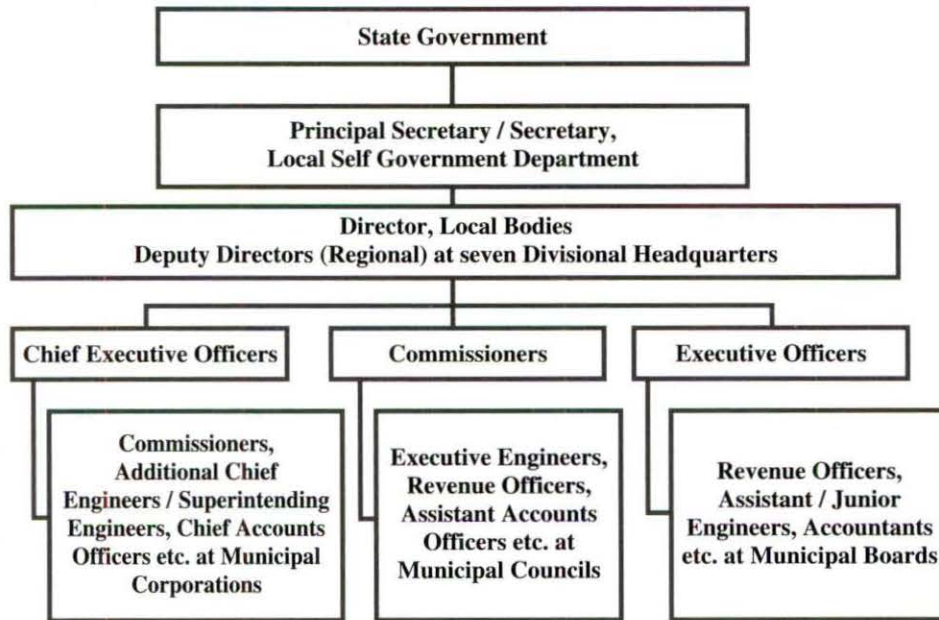 State Government
Principal Secretary / Secretary,
Local Self Government Department
Director, Local Bodies
Deputy Directors (Regional) at seven Divisional Headquarters
Chief Executive Officers
Commissioners
Executive Officers
Commissioners,
Additional Chief
Engineers / Superintending
Engineers, Chief Accounts
Officers etc. at Municipal
Corporations
Executive Engineers,
Revenue Officers,
Assistant Accounts
Officers etc. at
Municipal Councils
Revenue Officers,
Assistant / Junior
Engineers, Accountants
etc. at Municipal Boards